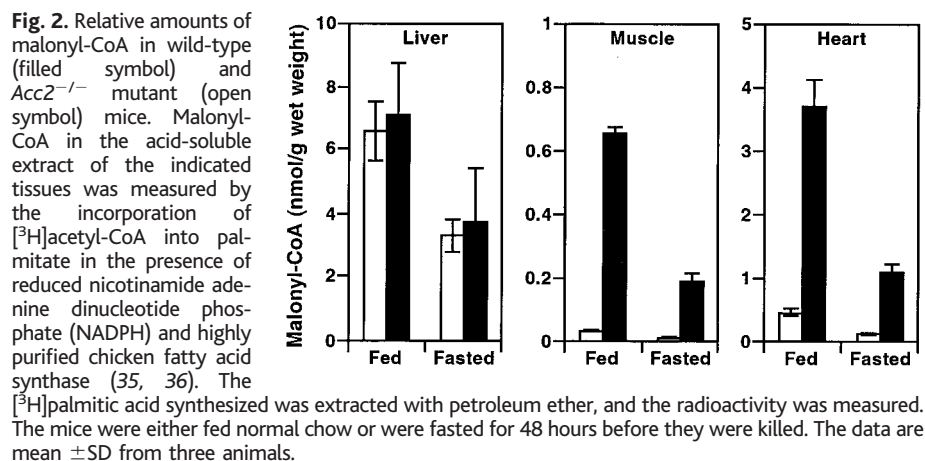 Fig. 2. Relative amounts of
malonyl-CoA in wild-type
(filled symbol) and
Acc2−/− mutant (open
symbol) mice. Malonyl-
CoA in the acid-soluble
extract of the indicated
tissues was measured by
the incorporation of
[³H]acetyl-CoA into pal-
mitate in the presence of
reduced nicotinamide ade-
nine dinucleotide phos-
phate (NADPH) and highly
purified chicken fatty acid
synthase (35, 36). The
[³H]palmitic acid synthesized was extracted with petroleum ether, and the radioactivity was measured.
The mice were either fed normal chow or were fasted for 48 hours before they were killed. The data are
mean ±SD from three animals.
Malonyl-CoA (nmol/g wet weight)
Liver
10
8
6
4
2
0
Fed Fasted
Muscle
1
0.8
0.6
0.4
0.2
0
Fed Fasted
Heart
5
4
3
2
1
0
Fed Fasted